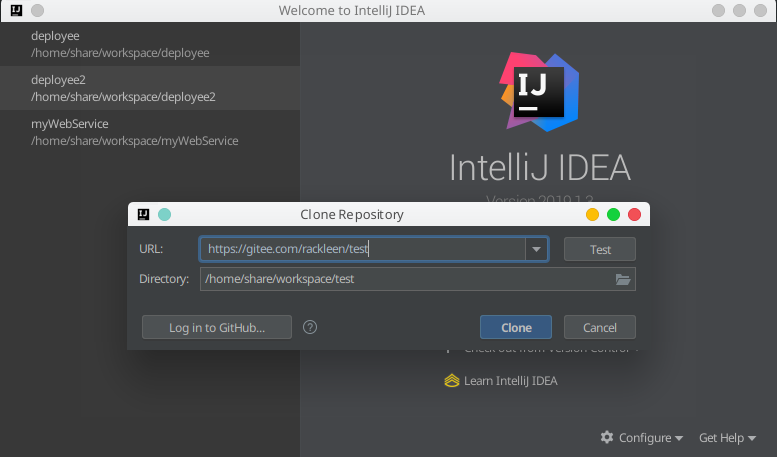 Welcome to IntelliJ IDEA
deployee
/home/share/workspace/deployee
deployee2
/home/share/workspace/deployee2
myWebService
/home/share/workspace/myWebService
IJ
IntelliJ IDEA
Version 2019.1.3
Clone Repository
URL:
https://gitee.com/rackleen/test
Test
Directory:
/home/share/workspace/test
Log in to GitHub...
?
Clone
Cancel
Check out from Version Control
Learn IntelliJ IDEA
Configure
Get Help